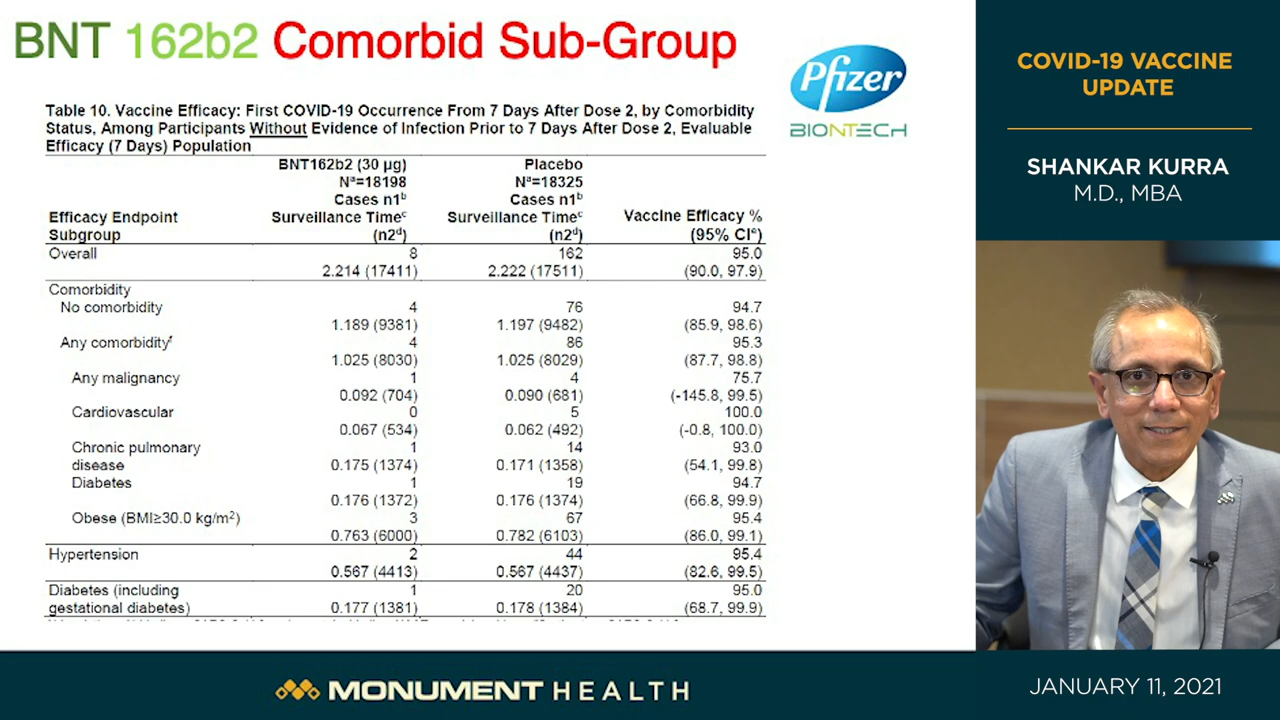 BNT 162b2 Comorbid Sub-Group
Pfizer
BIONTECH
Table 10. Vaccine Efficacy: First COVID-19 Occurrence From 7 Days After Dose 2, by Comorbidity
Status, Among Participants Without Evidence of Infection Prior to 7 Days After Dose 2, Evaluable
Efficacy (7 Days) Population
BNT162b2 (30 μg) Placebo
Nᵃ=18198 Nᵃ=18325
Cases n1ᵇ Cases n1ᵇ
Efficacy Endpoint Surveillance Timeᶜ Surveillance Timeᶜ Vaccine Efficacy %
Subgroup (n2ᵈ) (n2ᵈ) (95% CIᵉ)
Overall 8 162 95.0
2.214 (17411) 2.222 (17511) (90.0, 97.9)
Comorbidity
No comorbidity 4 76 94.7
1.189 (9381) 1.197 (9482) (85.9, 98.6)
Any comorbidityᶠ 4 86 95.3
1.025 (8030) 1.025 (8029) (87.7, 98.8)
Any malignancy 1 4 75.7
0.092 (704) 0.090 (681) (-145.8, 99.5)
Cardiovascular 0 5 100.0
0.067 (534) 0.062 (492) (-0.8, 100.0)
Chronic pulmonary 1 14 93.0
disease 0.175 (1374) 0.171 (1358) (54.1, 99.8)
Diabetes 1 19 94.7
0.176 (1372) 0.176 (1374) (66.8, 99.9)
Obese (BMI≥30.0 kg/m²) 3 67 95.4
0.763 (6000) 0.782 (6103) (86.0, 99.1)
Hypertension 2 44 95.4
0.567 (4413) 0.567 (4437) (82.6, 99.5)
Diabetes (including 1 20 95.0
gestational diabetes) 0.177 (1381) 0.178 (1384) (68.7, 99.9)
COVID-19 VACCINE
UPDATE
SHANKAR KURRA
M.D., MBA
MONUMENT HEALTH
JANUARY 11, 2021